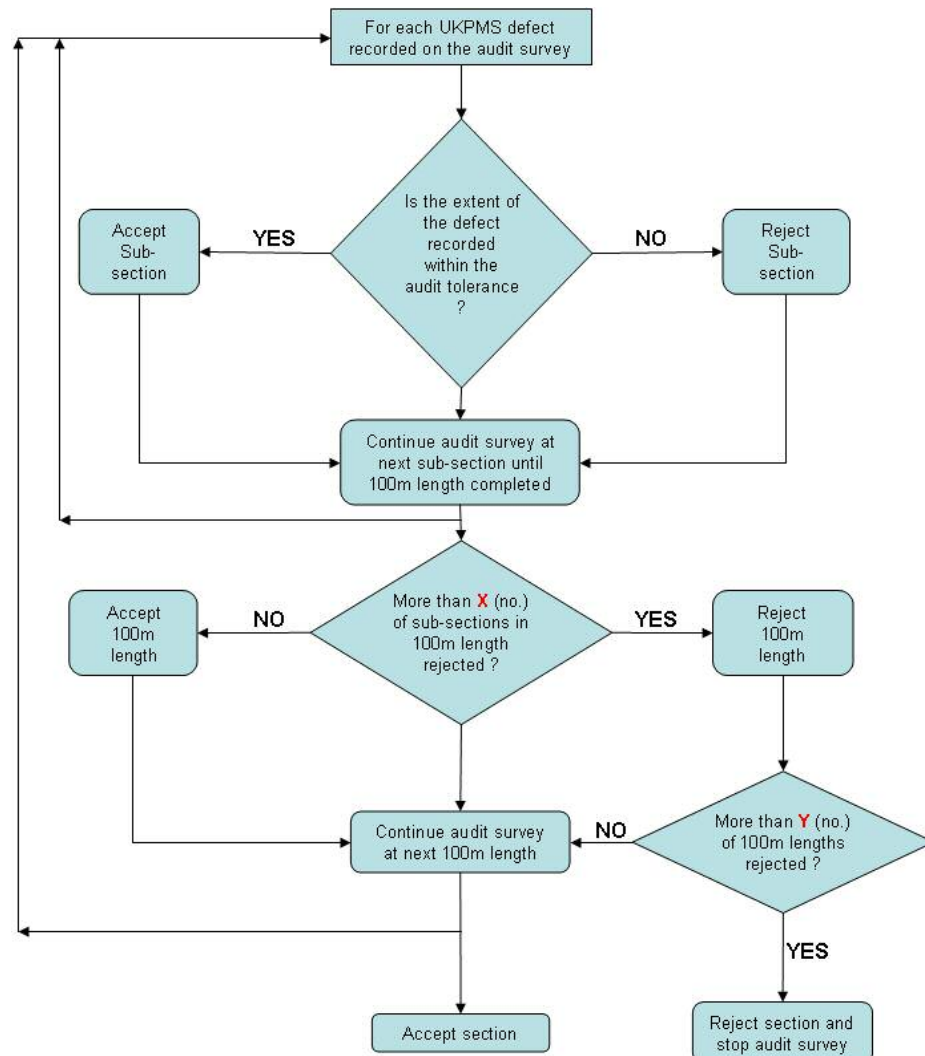 For each UKPMS defect
recorded on the audit survey
Is the extent of
the defect
recorded
within the
audit tolerance
?
YES
NO
Accept
Sub-
section
Reject
Sub-
section
Continue audit survey at
next sub-section until
100m length completed
More than X (no.)
of sub-sections in
100m length
rejected ?
NO
YES
Accept
100m
length
Reject
100m
length
Continue audit survey
at next 100m length
NO
More than Y (no.)
of 100m lengths
rejected ?
YES
Accept section
Reject section and
stop audit survey